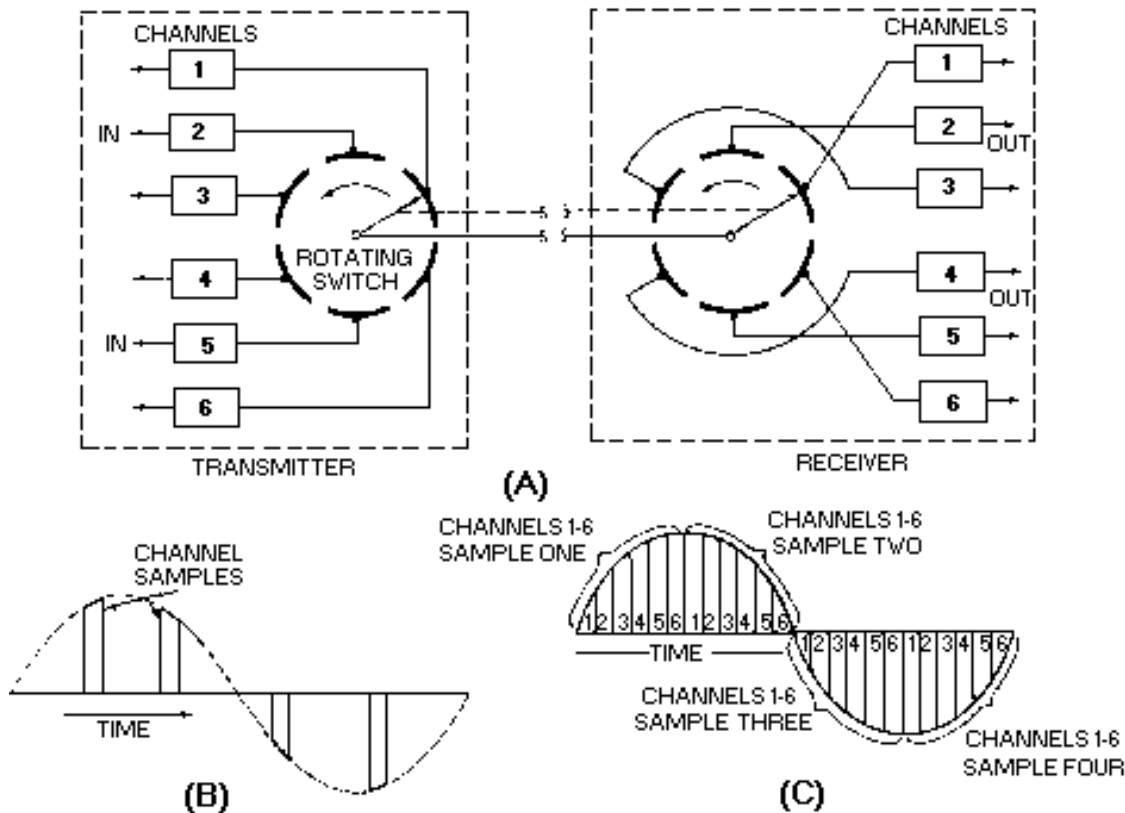 CHANNELS
1
IN
2
3
4
IN
5
6
ROTATING
SWITCH
TRANSMITTER
CHANNELS
1
2
OUT
3
4
OUT
5
6
RECEIVER
(A)
CHANNEL
SAMPLES
TIME
(B)
CHANNELS 1-6
SAMPLE ONE
CHANNELS 1-6
SAMPLE TWO
1 2 3 4 5 6 1 2 3 4 5 6
TIME
1 2 3 4 5 6 1 2 3 4 5 6
CHANNELS 1-6
SAMPLE THREE
CHANNELS 1-6
SAMPLE FOUR
(C)